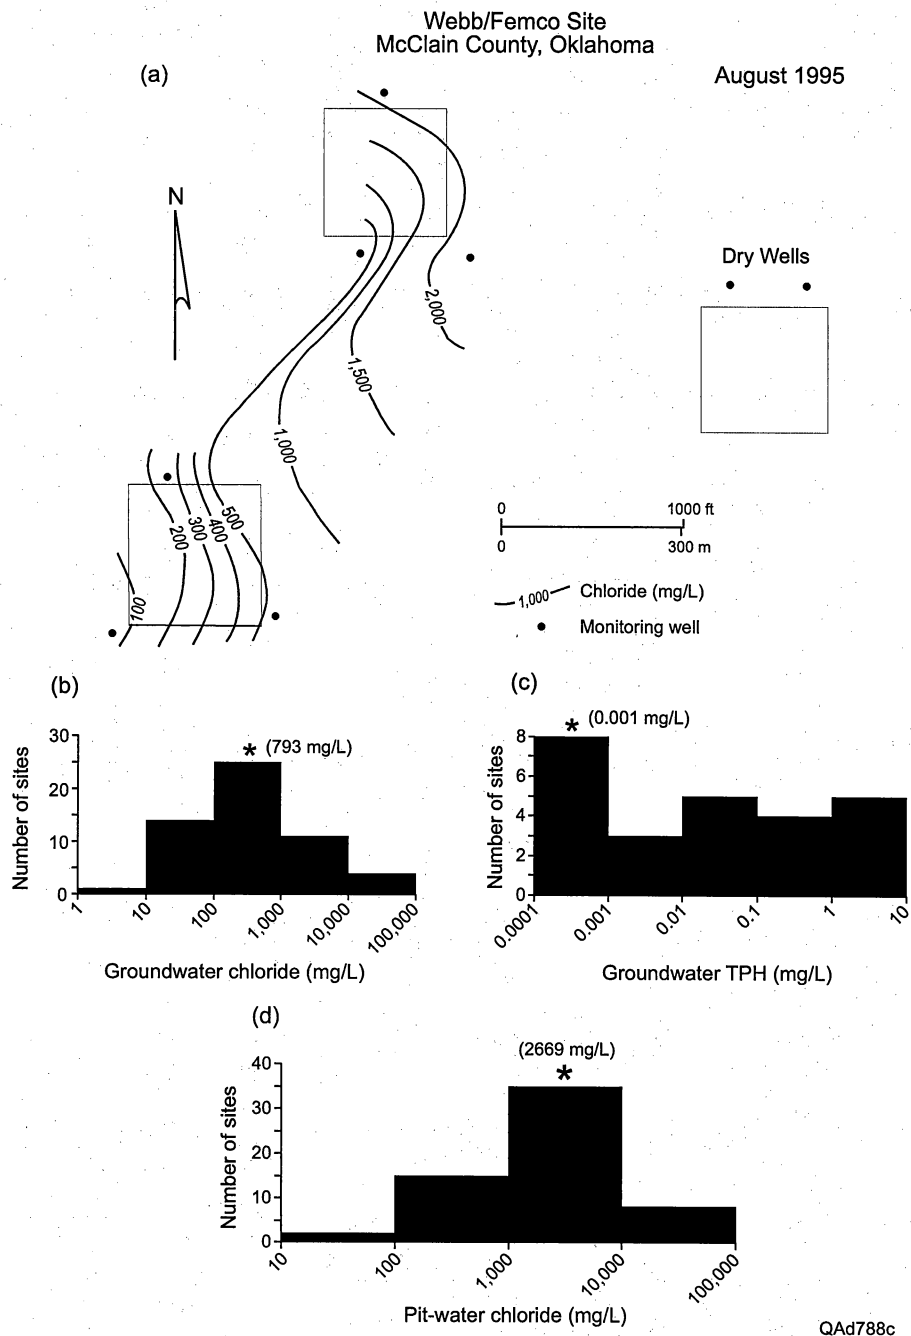 Webb/Femco Site
McClain County, Oklahoma
(a)
August 1995
N
Dry Wells
2,000
1,500
1,000
500
400
300
200
100
0 1000 ft
0 300 m
1,000 Chloride (mg/L)
Monitoring well
(b)
* (793 mg/L)
Number of sites
30
20
10
0
1 10 100 1,000 10,000 100,000
Groundwater chloride (mg/L)
(c)
* (0.001 mg/L)
Number of sites
8
6
4
2
0
0.0001 0.001 0.01 0.1 1 10
Groundwater TPH (mg/L)
(d)
(2669 mg/L)
*
Number of sites
40
30
20
10
0
10 100 1,000 10,000 100,000
Pit-water chloride (mg/L)
QAd788c